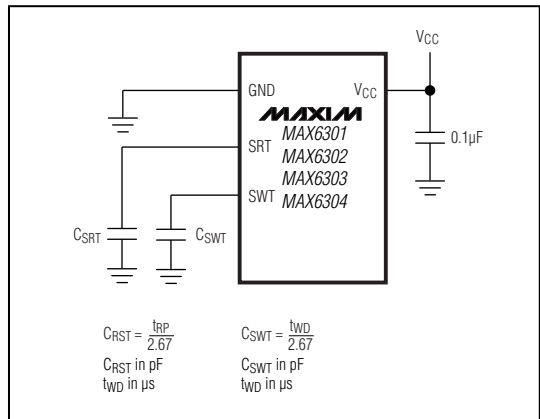 VCC
GND
VCC
MAXIM
MAX6301
MAX6302
MAX6303
MAX6304
SRT
SWT
0.1µF
CSRT
CSWT
CRST = tRP
2.67
CRST in pF
tWD in µs
CSWT = tWD
2.67
CSWT in pF
tWD in µs